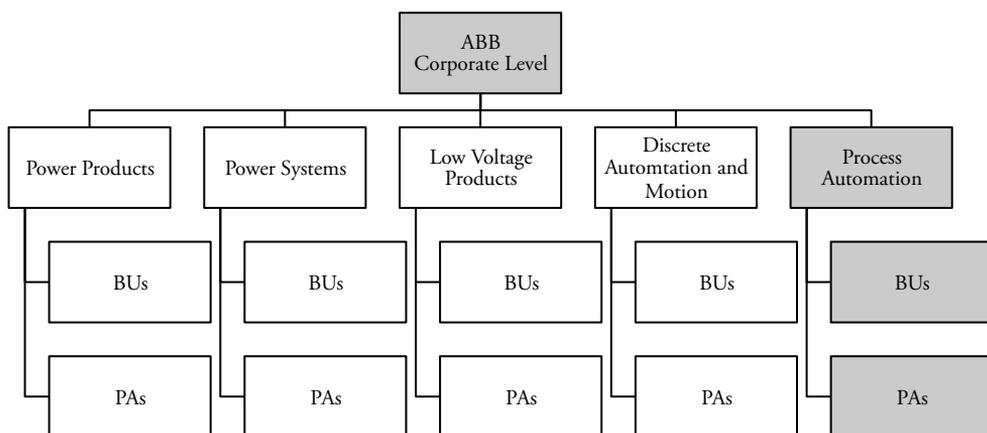 ABB
Corporate Level
Power Products
Power Systems
Low Voltage
Products
Discrete
Automtation and
Motion
Process
Automation
BUs
BUs
BUs
BUs
BUs
PAs
PAs
PAs
PAs
PAs